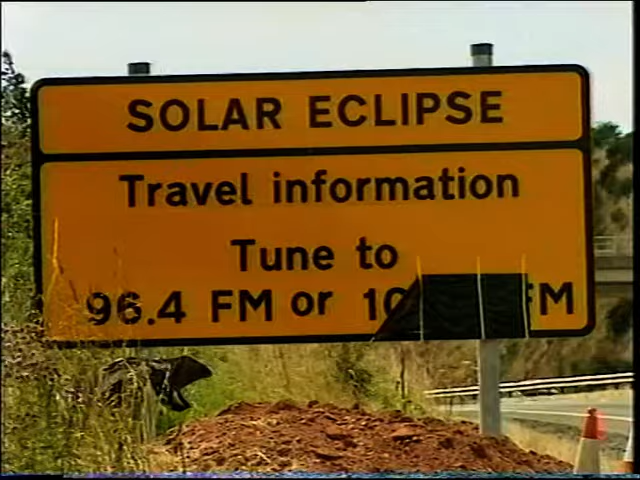 SOLAR ECLIPSE
Travel information
Tune to
96.4 FM or FM